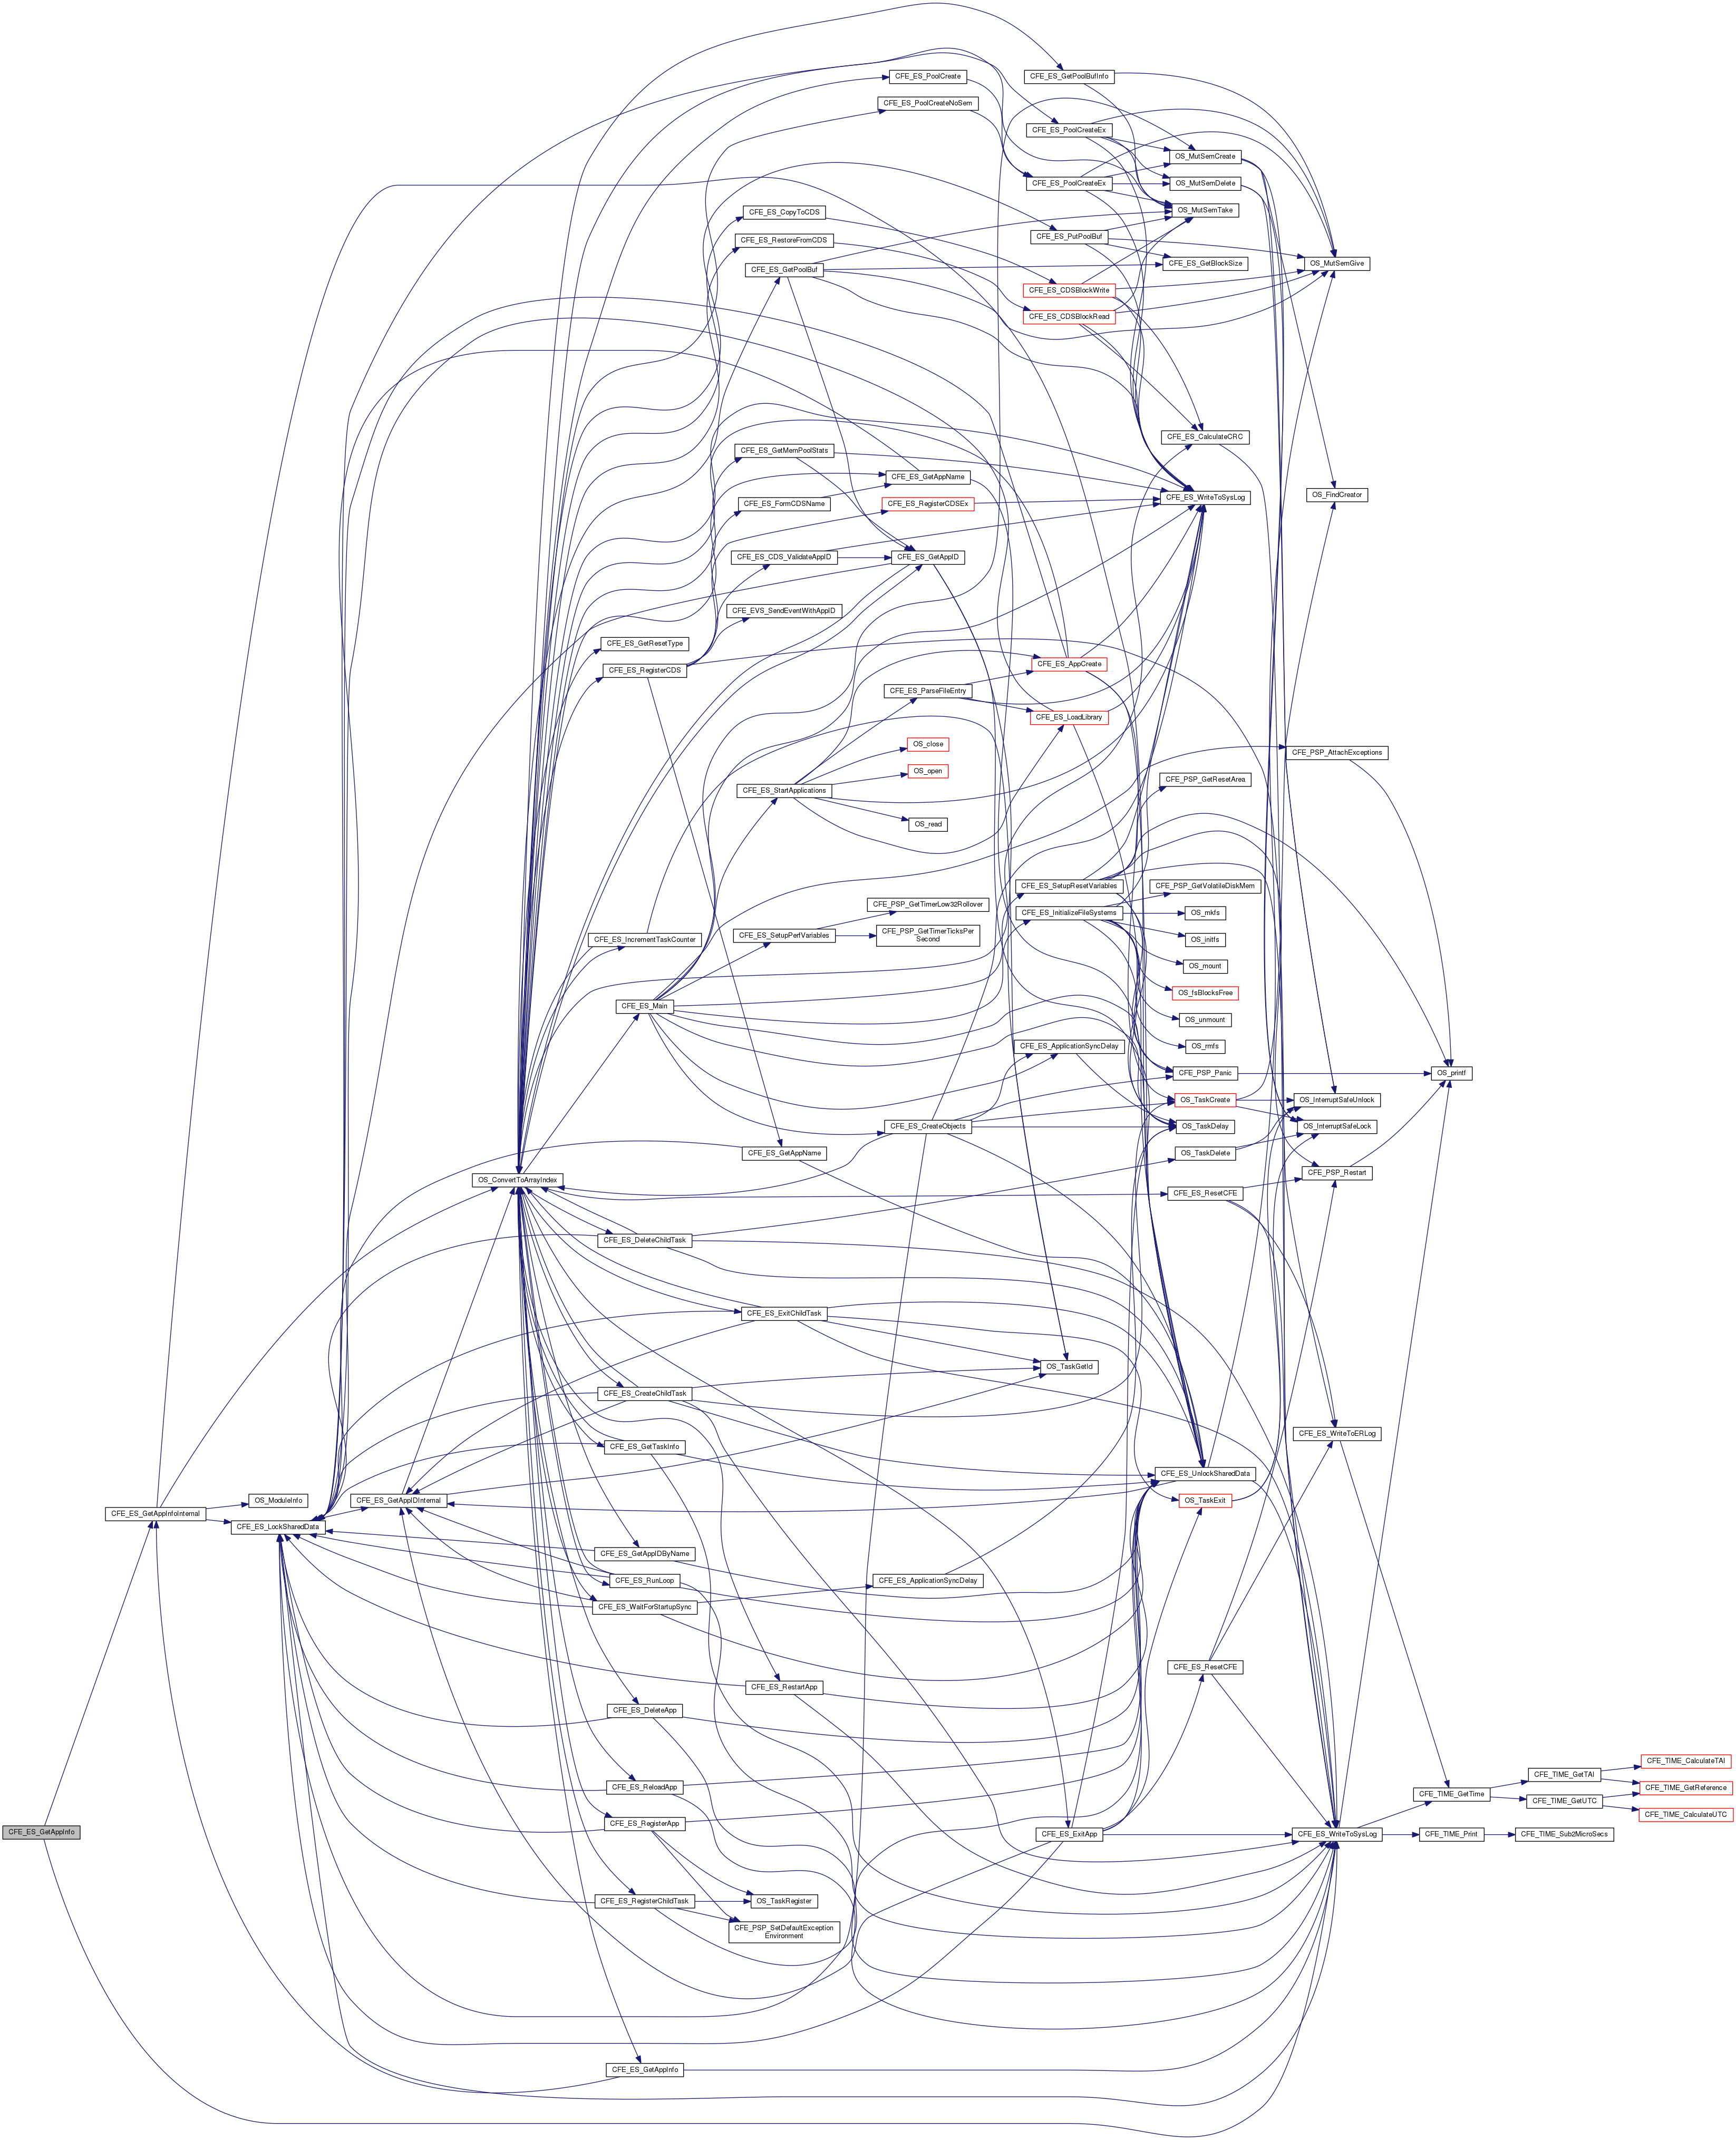 CFE_ES_GetPoolBufInfo
CFE_ES_PoolCreate
CFE_ES_PoolCreateNoSem
CFE_ES_PoolCreateEx
OS_MutSemCreate
CFE_ES_PoolCreateEx
OS_MutSemDelete
CFE_ES_CopyToCDS
OS_MutSemTake
CFE_ES_RestoreFromCDS
CFE_ES_PutPoolBuf
CFE_ES_GetPoolBuf
CFE_ES_GetBlockSize
OS_MutSemGive
CFE_ES_CDSBlockWrite
CFE_ES_CDSBlockRead
CFE_ES_CalculateCRC
CFE_ES_GetMemPoolStats
CFE_ES_GetAppName
CFE_ES_FormCDSName
CFE_ES_RegisterCDSEx
CFE_ES_WriteToSysLog
OS_FindCreator
CFE_ES_CDS_ValidateAppID
CFE_ES_GetAppID
CFE_EVS_SendEventWithAppID
CFE_ES_GetResetType
CFE_ES_RegisterCDS
CFE_ES_AppCreate
CFE_ES_ParseFileEntry
CFE_ES_LoadLibrary
OS_close
CFE_PSP_AttachExceptions
OS_open
CFE_PSP_GetResetArea
CFE_ES_StartApplications
OS_read
CFE_ES_SetupResetVariables
CFE_PSP_GetVolatileDiskMem
CFE_PSP_GetTimerLow32Rollover
CFE_ES_InitializeFileSystems
OS_mkfs
CFE_ES_IncrementTaskCounter
CFE_ES_SetupPerfVariables
CFE_PSP_GetTimerTicksPer
Second
OS_initfs
OS_mount
OS_fsBlocksFree
CFE_ES_Main
OS_unmount
CFE_ES_ApplicationSyncDelay
OS_rmfs
CFE_PSP_Panic
OS_printf
OS_TaskCreate
OS_InterruptSafeUnlock
CFE_ES_CreateObjects
OS_TaskDelay
OS_InterruptSafeLock
CFE_ES_GetAppName
OS_TaskDelete
OS_ConvertToArrayIndex
CFE_PSP_Restart
CFE_ES_ResetCFE
CFE_ES_DeleteChildTask
CFE_ES_ExitChildTask
OS_TaskGetId
CFE_ES_CreateChildTask
CFE_ES_WriteToERLog
CFE_ES_GetTaskInfo
CFE_ES_UnlockSharedData
OS_ModuleInfo
CFE_ES_GetAppIDInternal
OS_TaskExit
CFE_ES_GetAppInfoInternal
CFE_ES_LockSharedData
CFE_ES_GetAppIDByName
CFE_ES_RunLoop
CFE_ES_ApplicationSyncDelay
CFE_ES_WaitForStartupSync
CFE_ES_ResetCFE
CFE_ES_RestartApp
CFE_ES_DeleteApp
CFE_TIME_CalculateTAI
CFE_TIME_GetTAI
CFE_ES_ReloadApp
CFE_TIME_GetReference
CFE_TIME_GetTime
CFE_TIME_GetUTC
CFE_TIME_CalculateUTC
CFE_ES_RegisterApp
CFE_ES_GetAppInfo
CFE_ES_ExitApp
CFE_ES_WriteToSysLog
CFE_TIME_Print
CFE_TIME_Sub2MicroSecs
CFE_ES_RegisterChildTask
OS_TaskRegister
CFE_PSP_SetDefaultException
Environment
CFE_ES_GetAppInfo